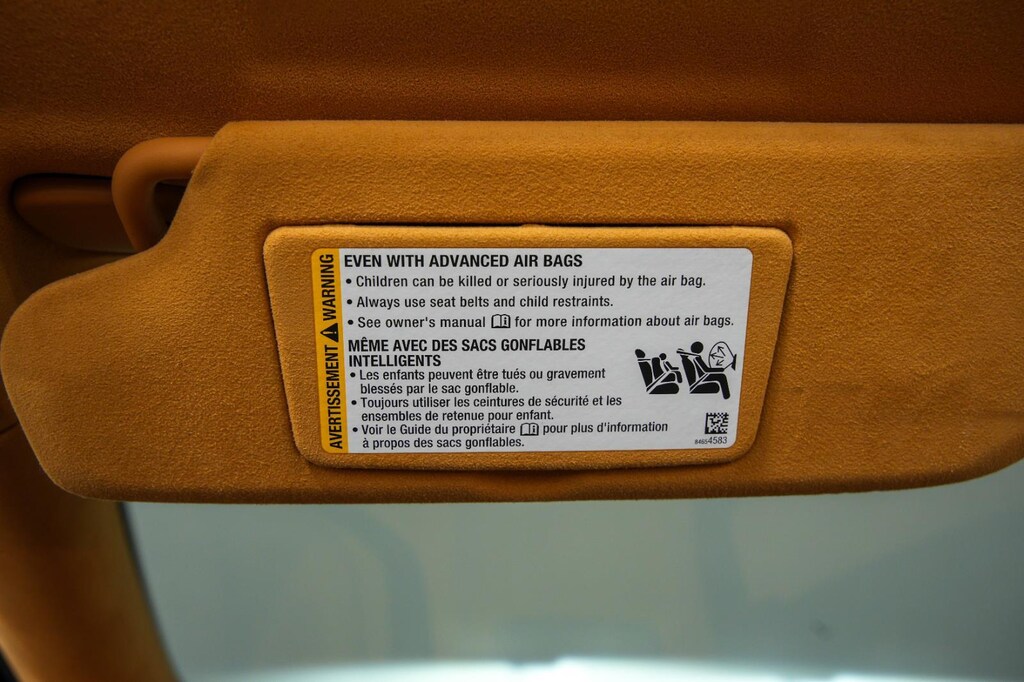 AVERTISSEMENT WARNING
EVEN WITH ADVANCED AIR BAGS
• Children can be killed or seriously injured by the air bag.
• Always use seat belts and child restraints.
• See owner's manual for more information about air bags.
MÊME AVEC DES SACS GONFLABLES
INTELLIGENTS
• Les enfants peuvent être tués ou gravement
blessés par le sac gonflable.
• Toujours utiliser les ceintures de sécurité et les
ensembles de retenue pour enfant.
• Voir le Guide du propriétaire pour plus d'information
à propos des sacs gonflables.
84654583